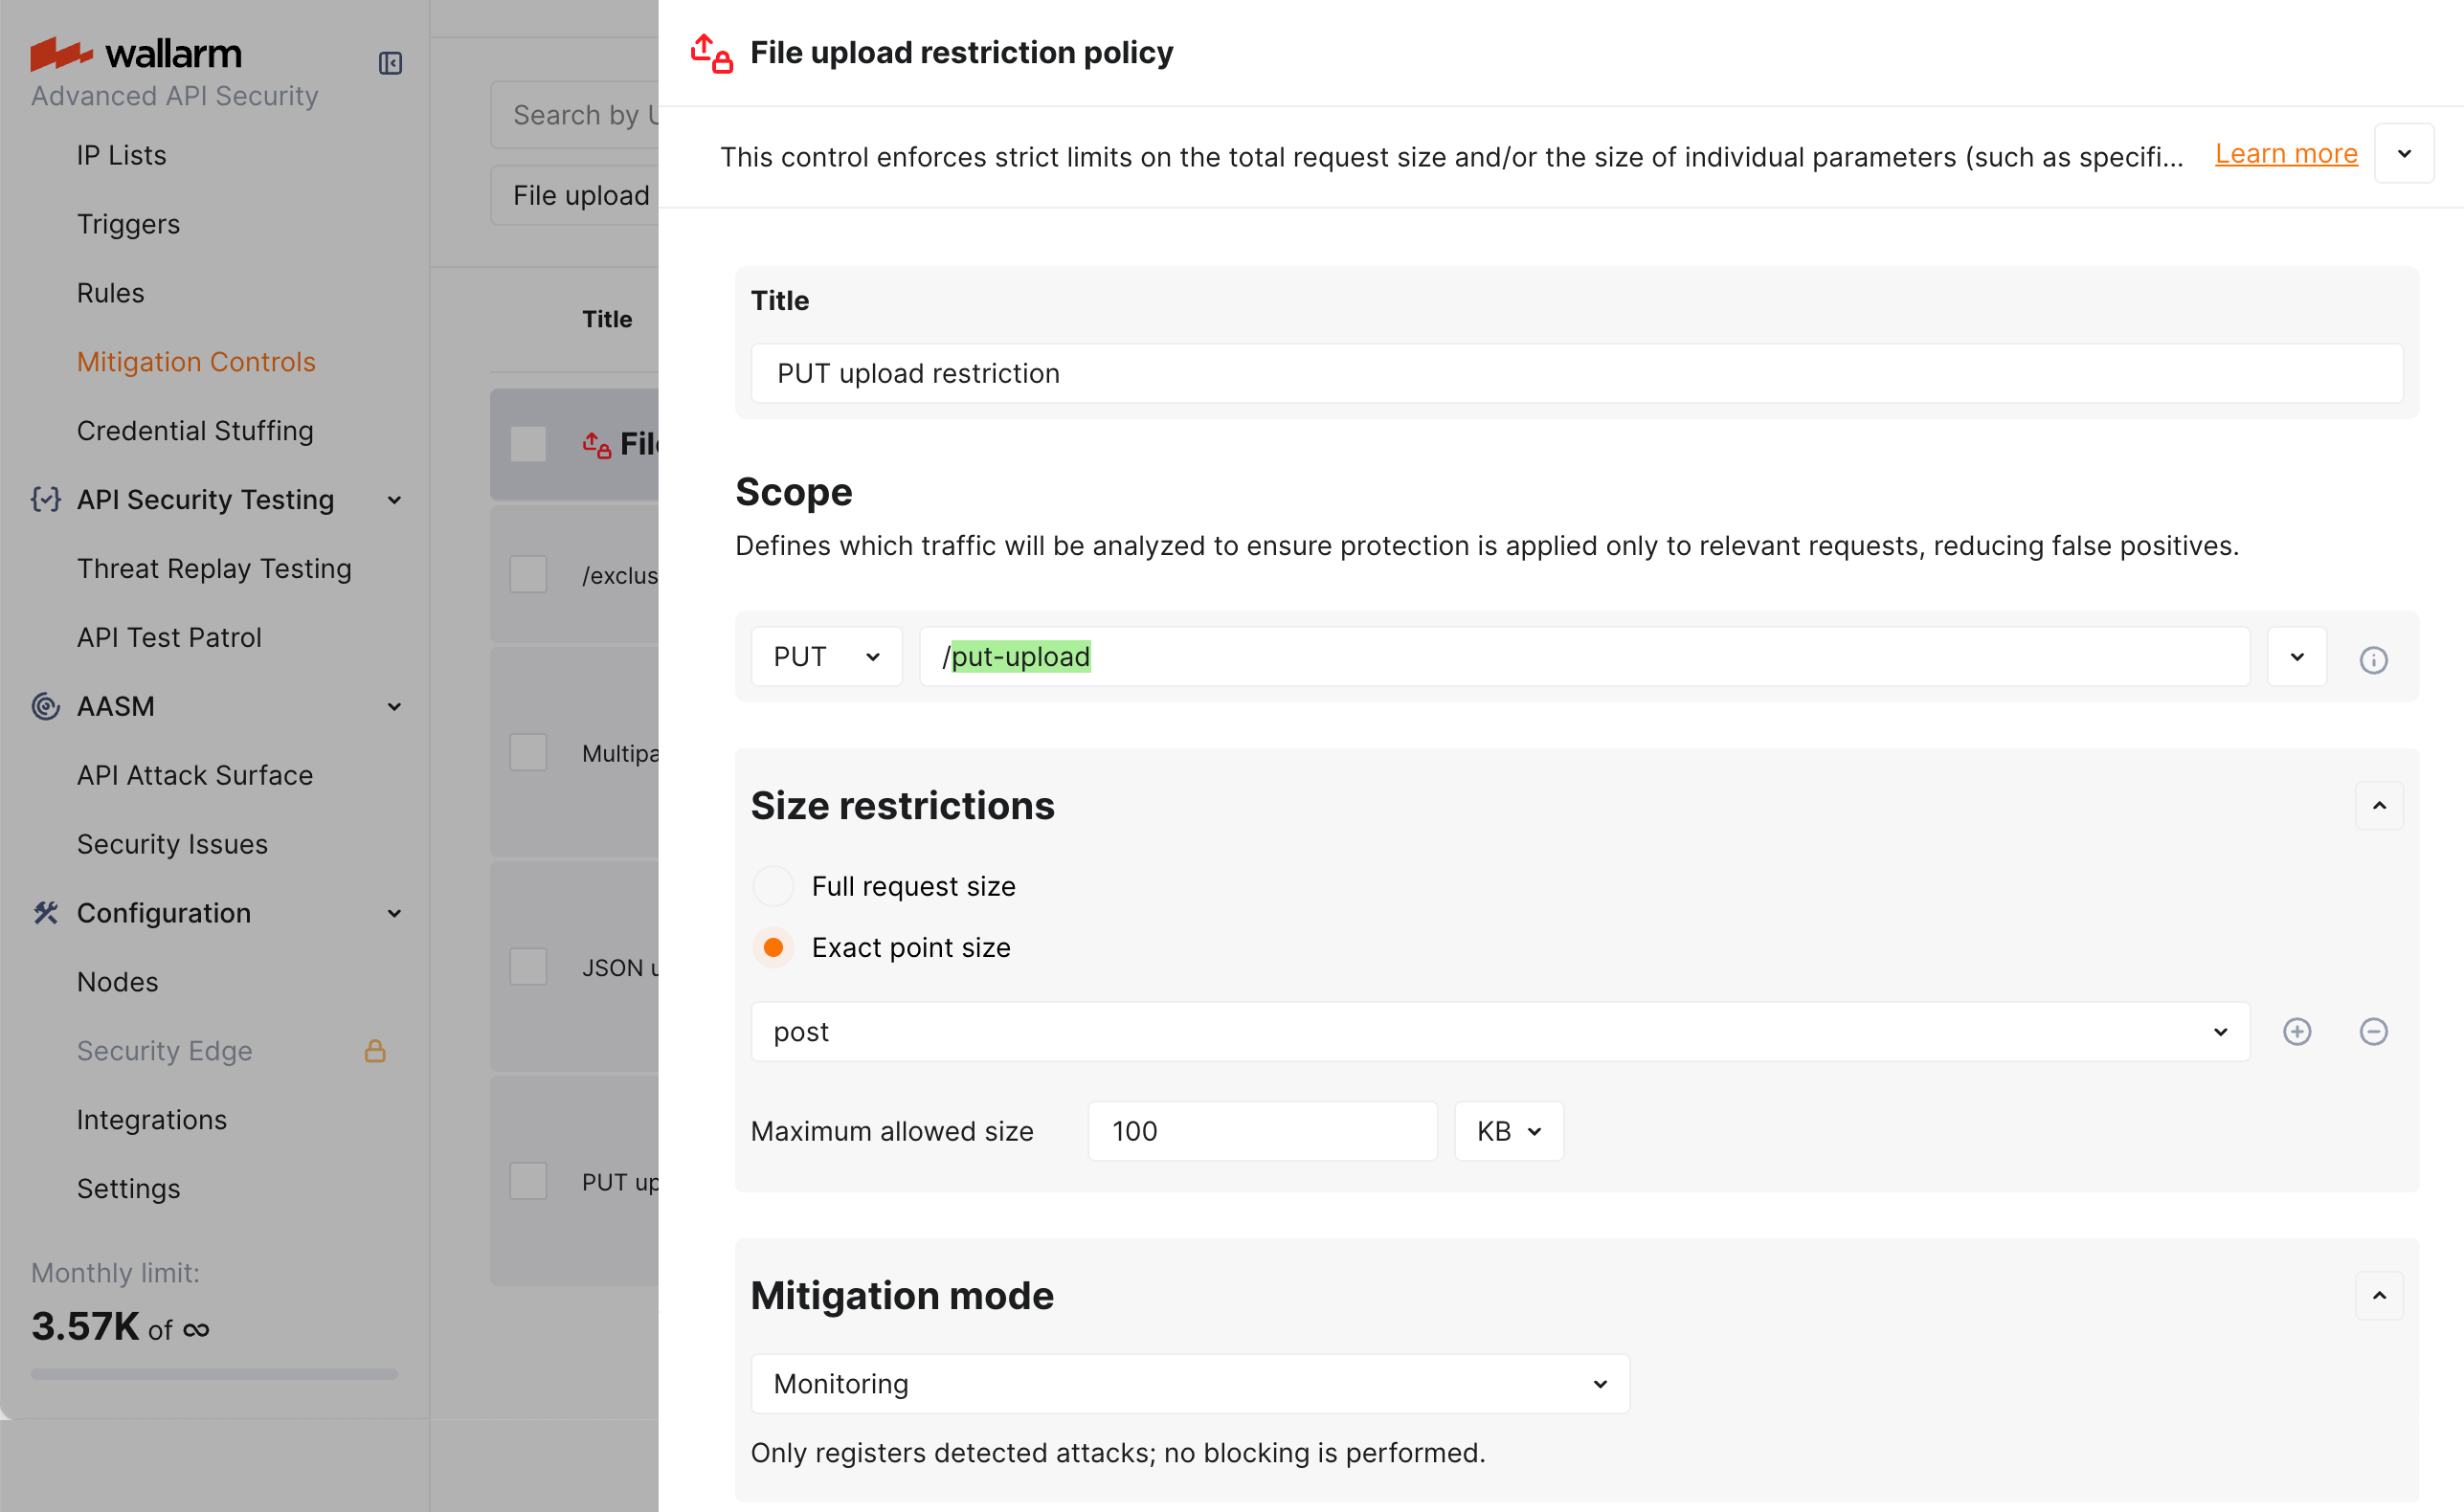 wallarm
Advanced API Security
IP Lists
Triggers
Rules
Mitigation Controls
Credential Stuffing
API Security Testing
Threat Replay Testing
API Test Patrol
AASM
API Attack Surface
Security Issues
Configuration
Nodes
Security Edge
Integrations
Settings
Monthly limit:
3.57K of ∞
Search by
File upload
Title
/exclus
JSON
PUT
File upload restriction policy
This control enforces strict limits on the total request size and/or the size of individual parameters (such as specifi... Learn more
Title
PUT upload restriction
Scope
Defines which traffic will be analyzed to ensure protection is applied only to relevant requests, reducing false positives.
PUT /put-upload
Size restrictions
Full request size
Exact point size
post
Maximum allowed size 100 KB
Mitigation mode
Monitoring
Only registers detected attacks; no blocking is performed.